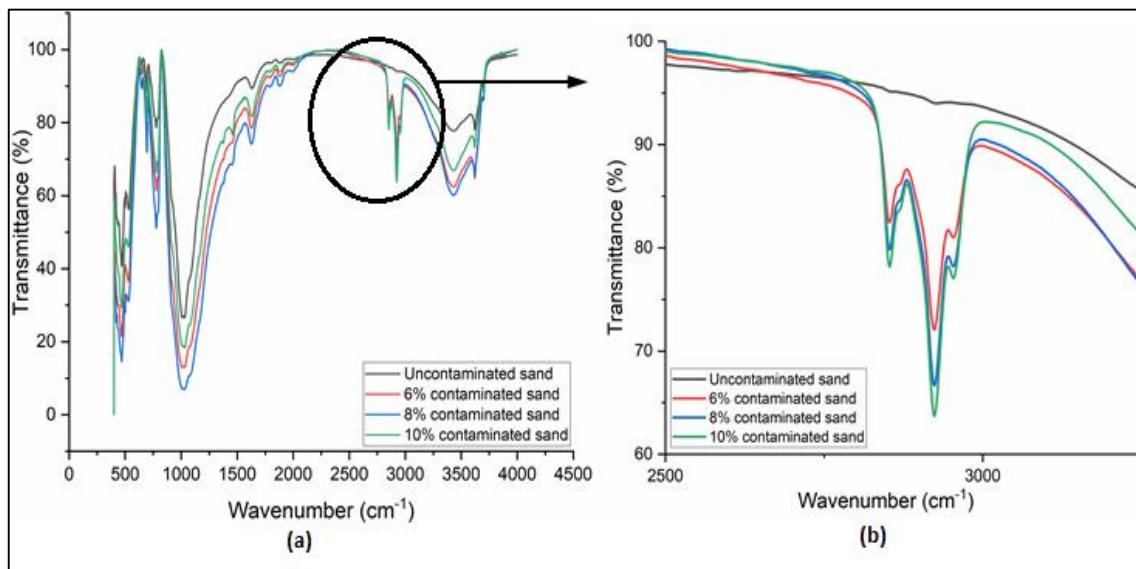 100
80
60
40
20
0
Transmittance (%)
Uncontaminated sand
6% contaminated sand
8% contaminated sand
10% contaminated sand
0 500 1000 1500 2000 2500 3000 3500 4000 4500
Wavenumber (cm⁻¹)
(a)
100
90
80
70
60
Transmittance (%)
Uncontaminated sand
6% contaminated sand
8% contaminated sand
10% contaminated sand
2500 3000
Wavenumber (cm⁻¹)
(b)